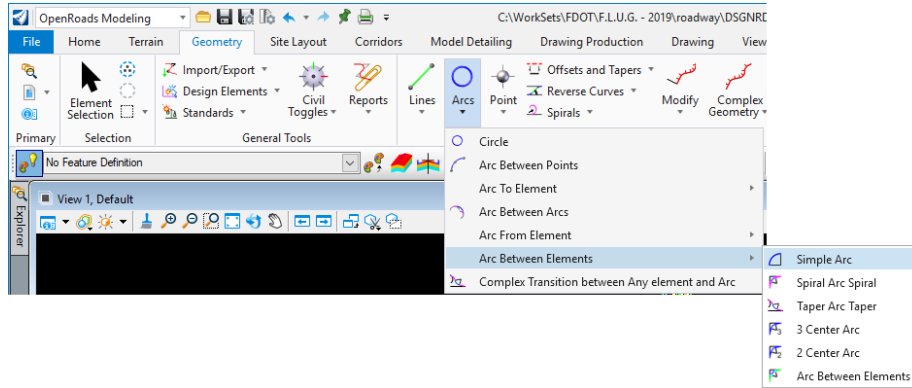 OpenRoads Modeling C:\WorkSets\FDOT\F.L.U.G. - 2019\roadway\DSGNRD
File Home Terrain Geometry Site Layout Corridors Model Detailing Drawing Production Drawing View
Element Selection
Import/Export
Design Elements
Standards
Civil Toggles
Reports
Lines
Arcs
Point
Offsets and Tapers
Reverse Curves
Spirals
Modify
Complex Geometry
Primary Selection General Tools
No Feature Definition
Explorer
View 1, Default
Circle
Arc Between Points
Arc To Element
Arc Between Arcs
Arc From Element
Arc Between Elements
Complex Transition between Any element and Arc
Simple Arc
Spiral Arc Spiral
Taper Arc Taper
3 Center Arc
2 Center Arc
Arc Between Elements